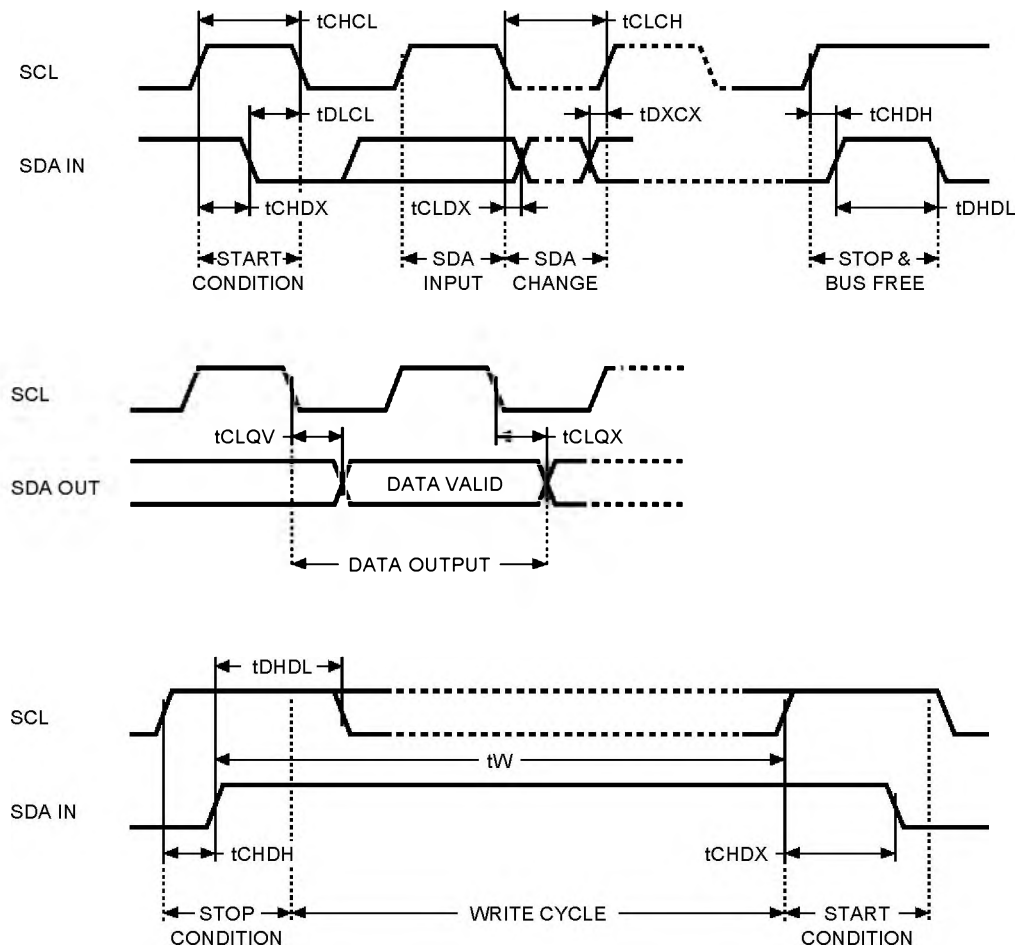 tCHCL
tCLCH
SCL
tDLCL
tDXCX
tCHDH
SDA IN
tCHDX
tCLDX
tDHDL
START
CONDITION
SDA
INPUT
SDA
CHANGE
STOP &
BUS FREE
SCL
tCLQV
tCLQX
SDA OUT
DATA VALID
DATA OUTPUT
tDHDL
SCL
tW
SDA IN
tCHDH
tCHDX
STOP
CONDITION
WRITE CYCLE
START
CONDITION